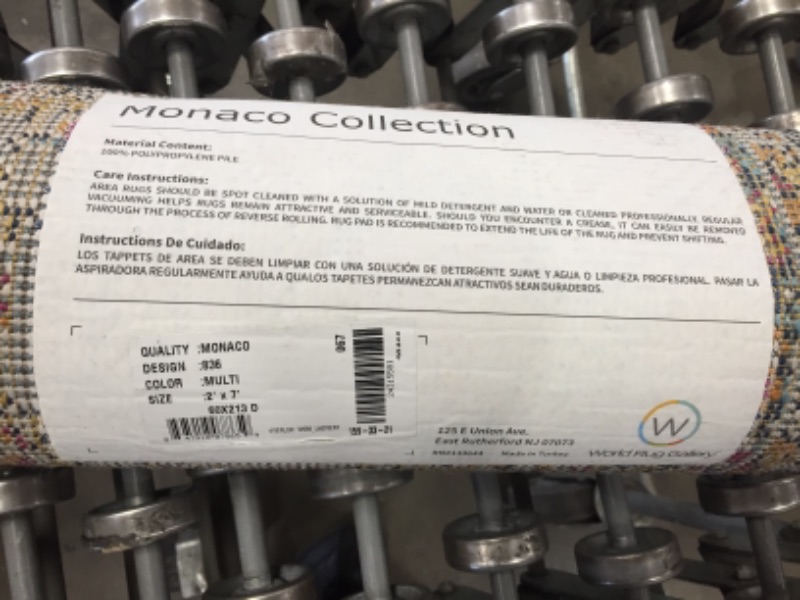 Monaco Collection
Material Content:
100% POLYPROPYLENE PILE
Care Instructions:
AREA RUGS SHOULD BE SPOT CLEANED WITH A SOLUTION OF MILD DETERGENT AND WATER OR CLEANED PROFESSIONALLY. REGULAR
VACUUMING HELPS RUGS REMAIN ATTRACTIVE AND SERVICEABLE. SHOULD YOU ENCOUNTER A CREASE, IT CAN EASILY BE REMOVED
THROUGH THE PROCESS OF REVERSE ROLLING. RUG PAD IS RECOMMENDED TO EXTEND THE LIFE OF THE RUG AND PREVENT SHIFTING.
Instructions De Cuidado:
LOS TAPPETS DE AREA SE DEBEN LIMPIAR CON UNA SOLUCIÓN DE DETERGENTE SUAVE Y AGUA O LIMPIEZA PROFESIONAL. PASAR LA
ASPIRADORA REGULARMENTE AYUDA A QUALOS TAPETES PERMANEZCAN ATRACTIVOS SEAN DURADEROS.
QUALITY :MONACO
DESIGN :836
COLOR :MULTI
SIZE :2' x 7'
60X213 D
067
125 E Union Ave.
East Rutherford NJ 07073
Made in Turkey
W
World Rug Gallery